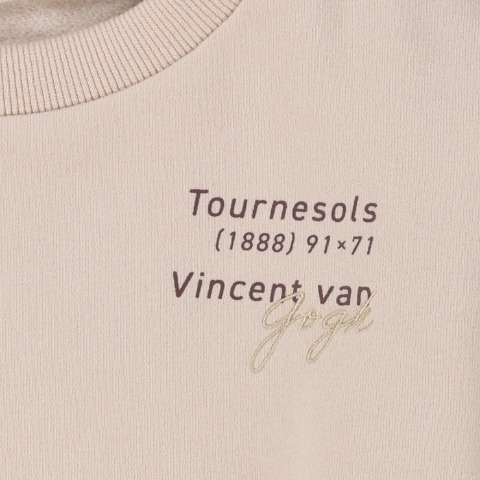 Tournesols
(1888) 91×71
Vincent van
Gogh